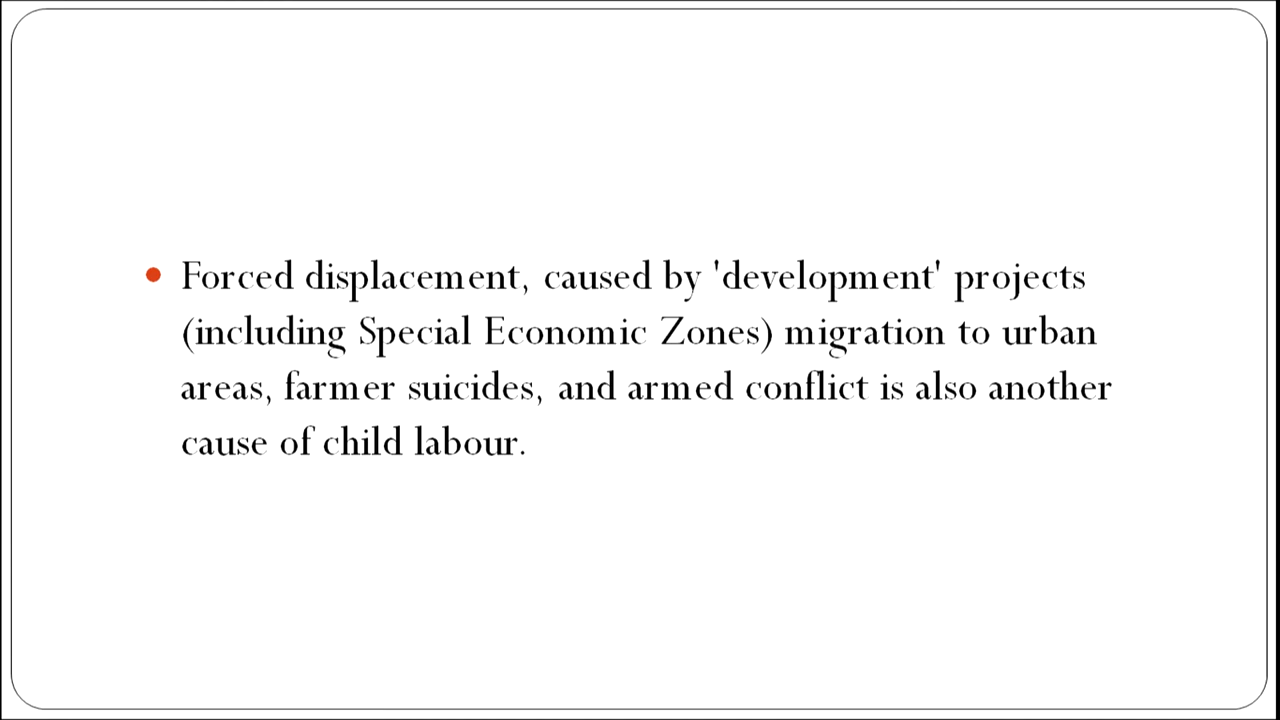 Forced displacement, caused by 'development' projects
(including Special Economic Zones) migration to urban
areas, farmer suicides, and armed conflict is also another
cause of child labour.